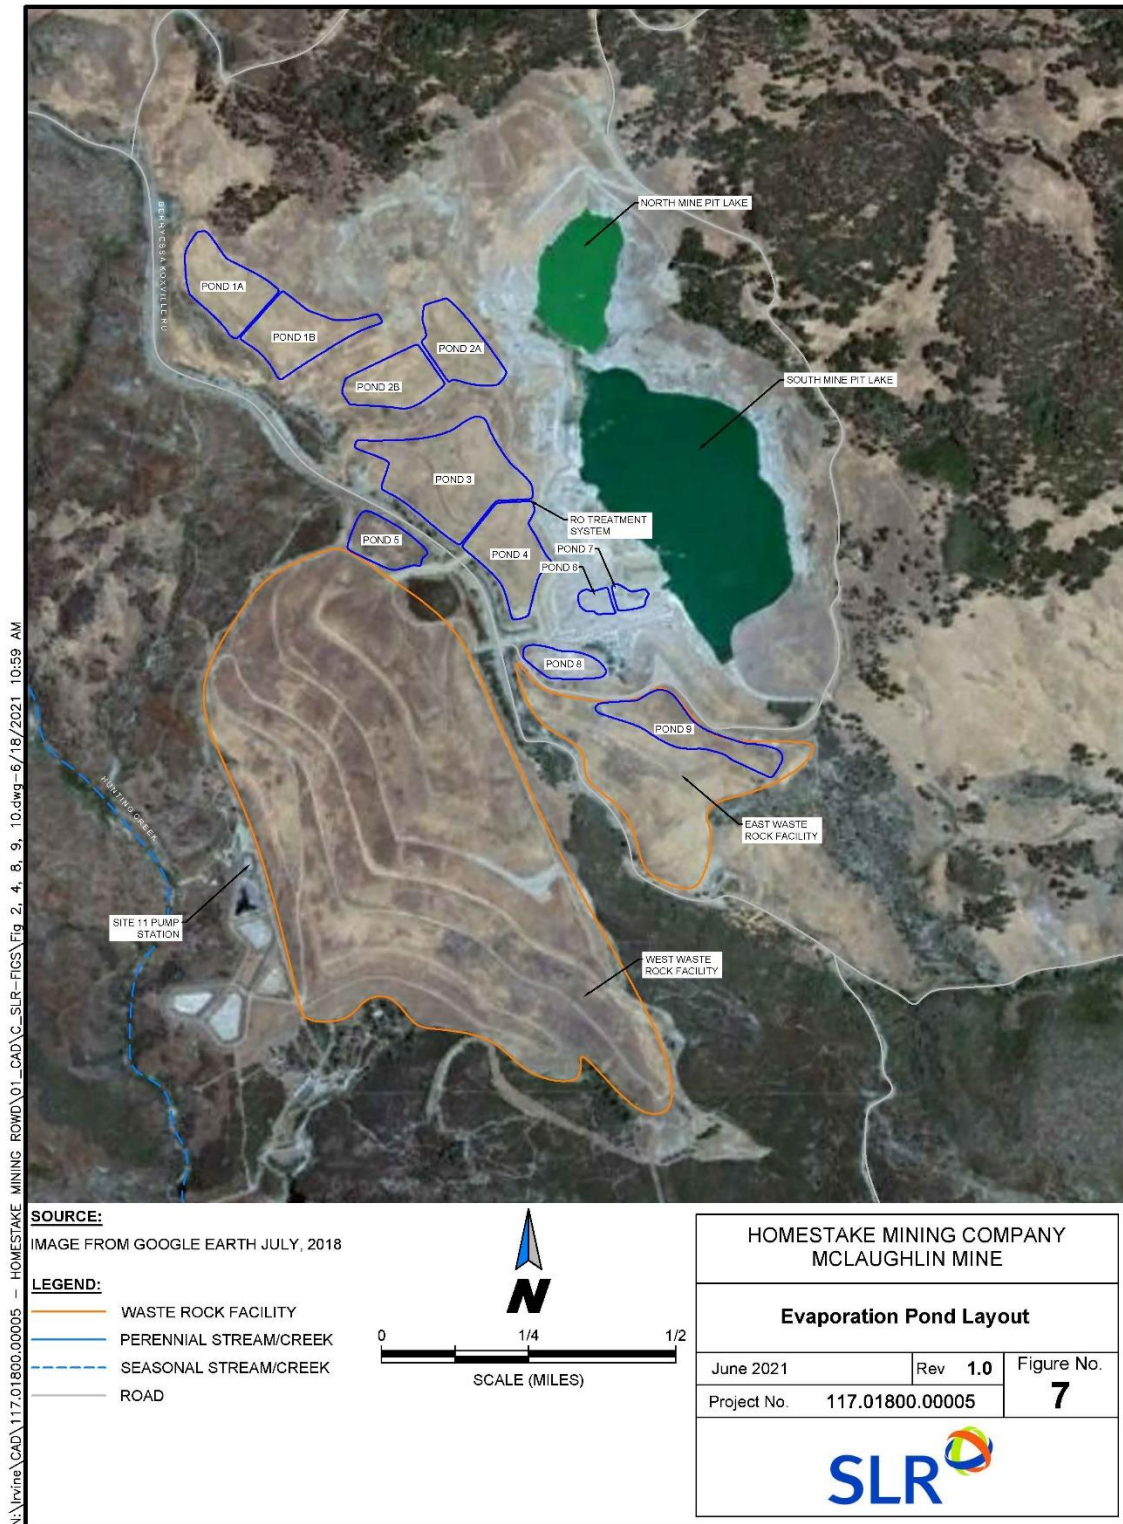 NORTH MINE PIT LAKE
BERRYESSA KOXVILLE RU
POND 1A
POND 1B
POND 2A
POND 2B
SOUTH MINE PIT LAKE
POND 3
RO TREATMENT
SYSTEM
POND 5
POND 4
POND 7
POND 6
POND 8
POND 9
HUNTING CREEK
EAST WASTE
ROCK FACILITY
SITE 11 PUMP
STATION
WEST WASTE
ROCK FACILITY
N:\Irvine\CAD\117.01800.00005 – HOMESTAKE MINING ROWD\01_CAD\C_SLR-FIGS\Fig 2, 4, 8, 9, 10.dwg-6/18/2021 10:59 AM
SOURCE:
IMAGE FROM GOOGLE EARTH JULY, 2018
LEGEND:
WASTE ROCK FACILITY
PERENNIAL STREAM/CREEK
SEASONAL STREAM/CREEK
ROAD
N
0 1/4 1/2
SCALE (MILES)
HOMESTAKE MINING COMPANY
MCLAUGHLIN MINE
Evaporation Pond Layout
June 2021 Rev 1.0 Figure No.
Project No. 117.01800.00005 7
SLR